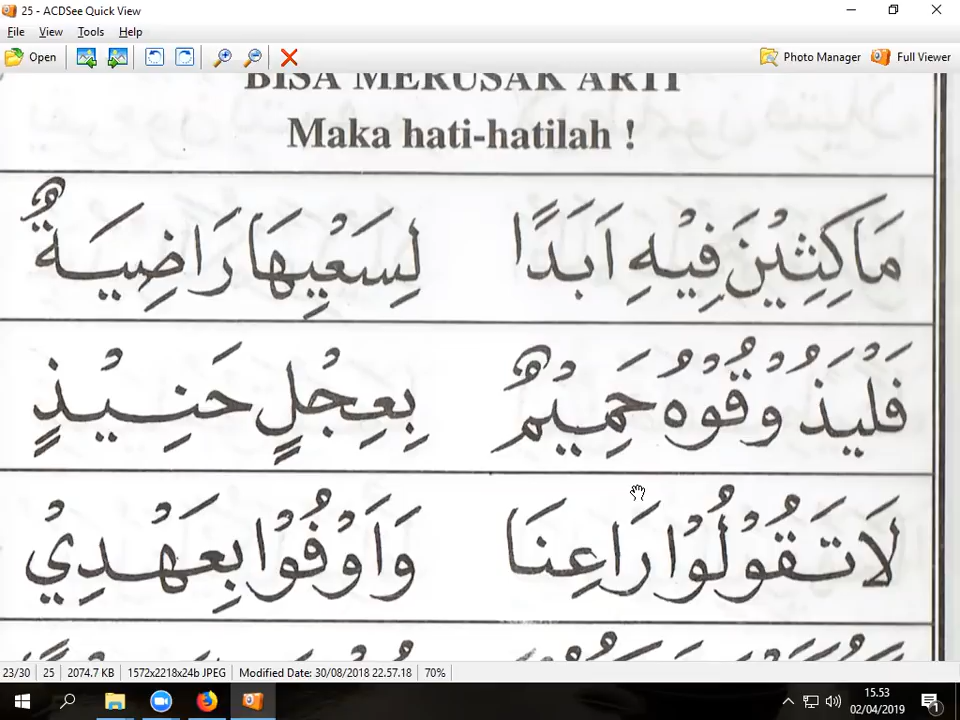 25 - ACDSee Quick View
File View Tools Help
Open Photo Manager Full Viewer
BISA MERUSAK ARTI
Maka hati-hatilah !
مَاكِثِيْنَ فِيْهِ اَبَدًا لِسَعْيِهَا رَاضِيَةٌ
فَلْيَذُوْقُوْهُ حَمِيْمٌ بِعِجْلٍ حَنِيْذٍ
لَا تَقُوْلُوْا رَاعِنَا وَاَوْفُوْا بِعَهْدِيْ
23/30 25 2074.7 KB 1572x2218x24b JPEG Modified Date: 30/08/2018 22.57.18 70%
15.53
02/04/2019
1